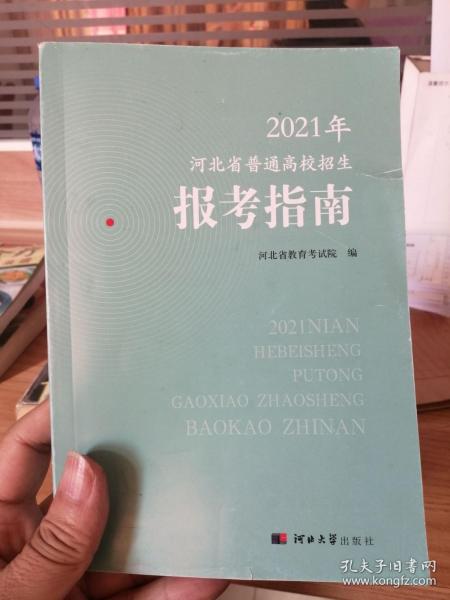 2021年
河北省普通高校招生
报考指南
河北省教育考试院 编
2021NIAN
HEBEISHENG
PUTONG
GAOXIAO ZHAOSHENG
BAOKAO ZHINAN
河北大学出版社
孔夫子旧书网
www.kongfz.com